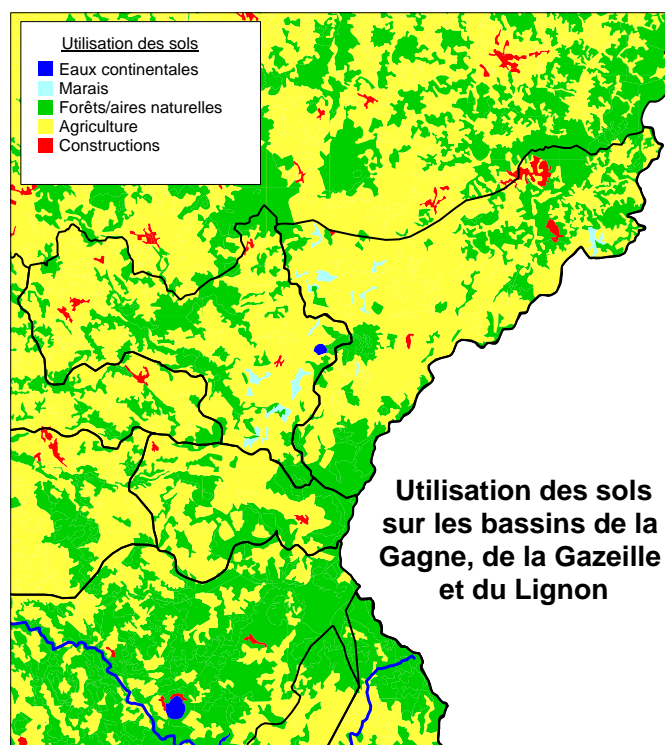 Utilisation des sols
Eaux continentales
Marais
Forêts/aires naturelles
Agriculture
Constructions
Utilisation des sols
sur les bassins de la
Gagne, de la Gazeille
et du Lignon